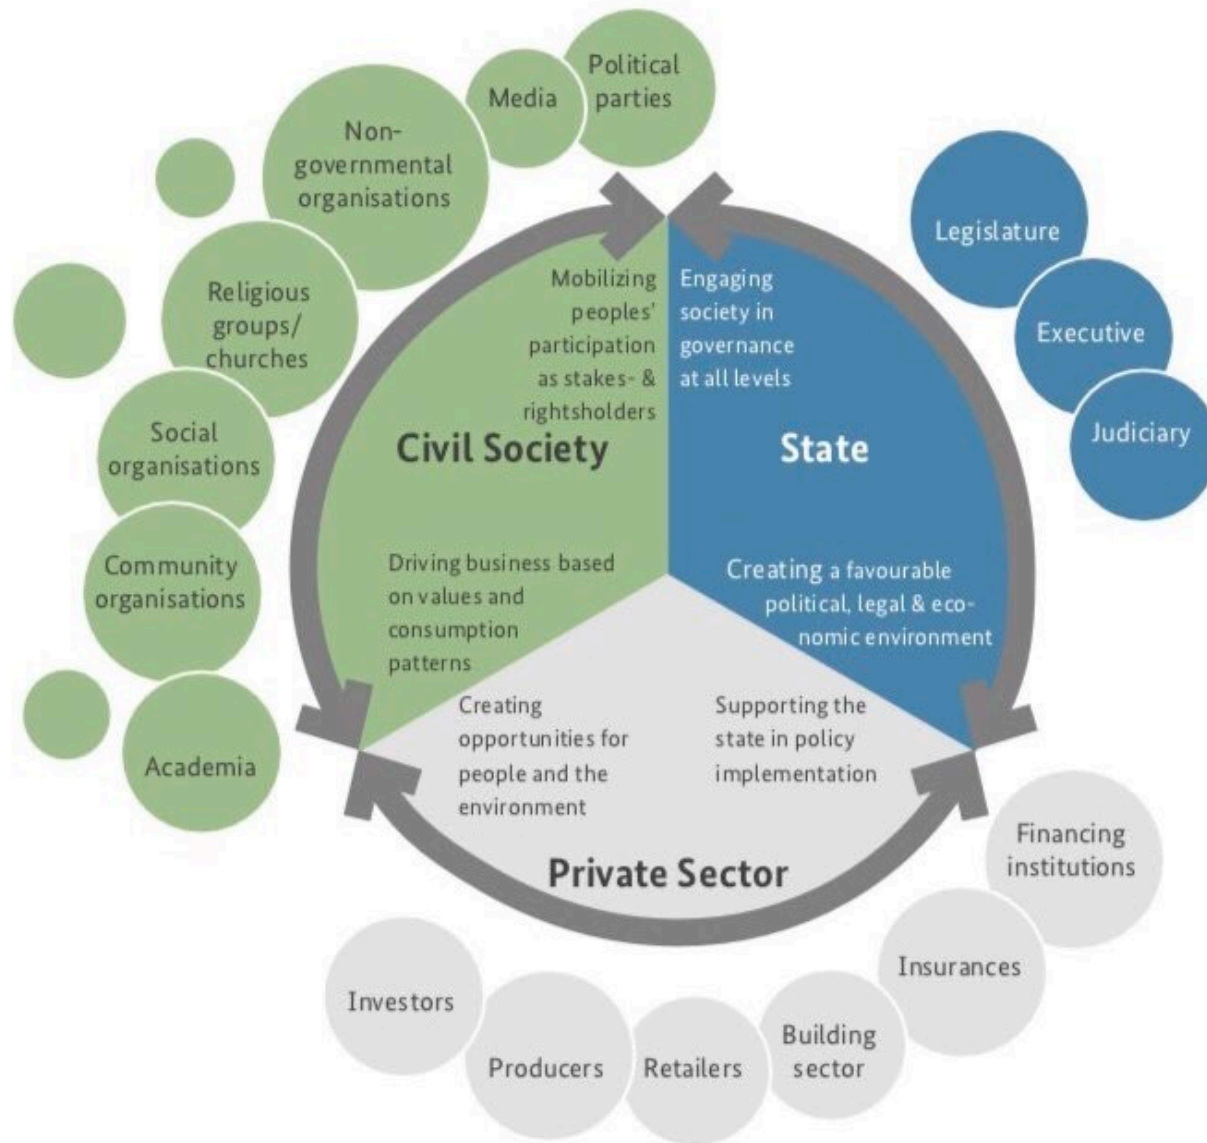 Political
parties
Media
Non-
governmental
organisations
Religious
groups/
churches
Social
organisations
Community
organisations
Academia
Legislature
Executive
Judiciary
Mobilizing
peoples'
participation
as stakes- &
rightsholders
Engaging
society in
governance
at all levels
Civil Society
State
Driving business based
on values and
consumption
patterns
Creating a favourable
political, legal & eco-
nomic environment
Creating
opportunities for
people and the
environment
Supporting the
state in policy
implementation
Private Sector
Financing
institutions
Insurances
Building
sector
Retailers
Producers
Investors